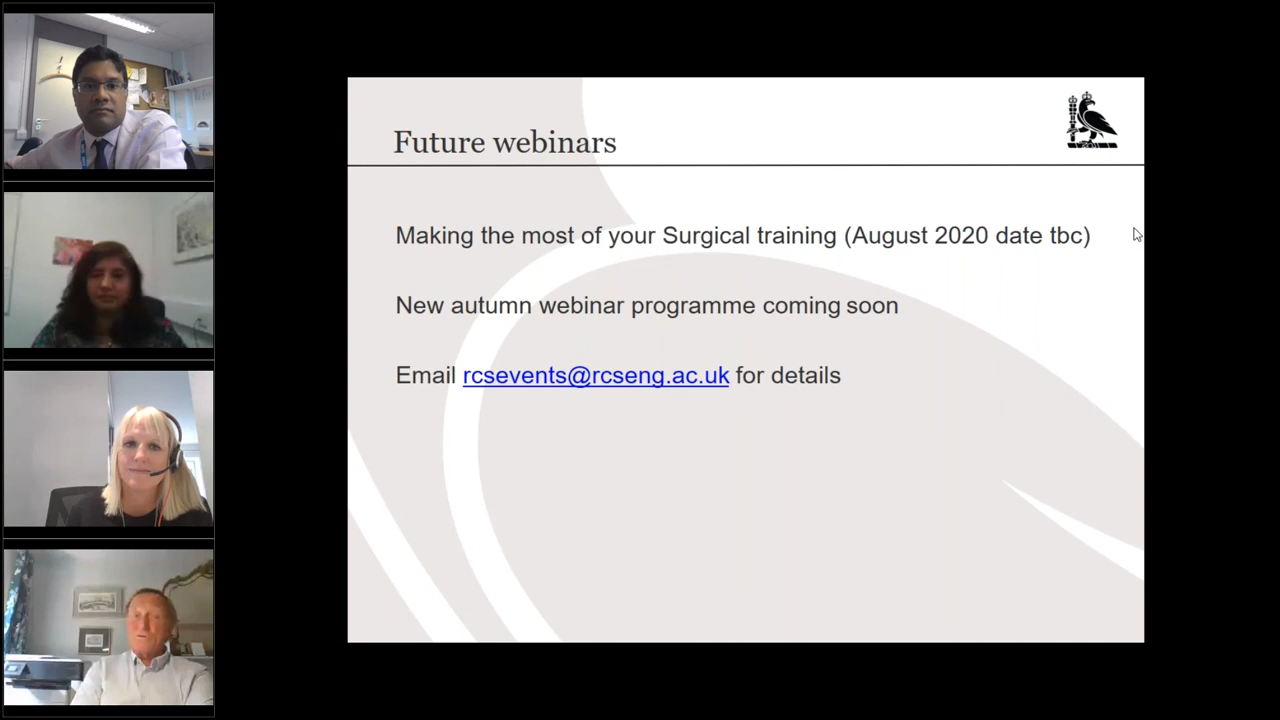 Future webinars
Making the most of your Surgical training (August 2020 date tbc)
New autumn webinar programme coming soon
Email rcsevents@rcseng.ac.uk for details